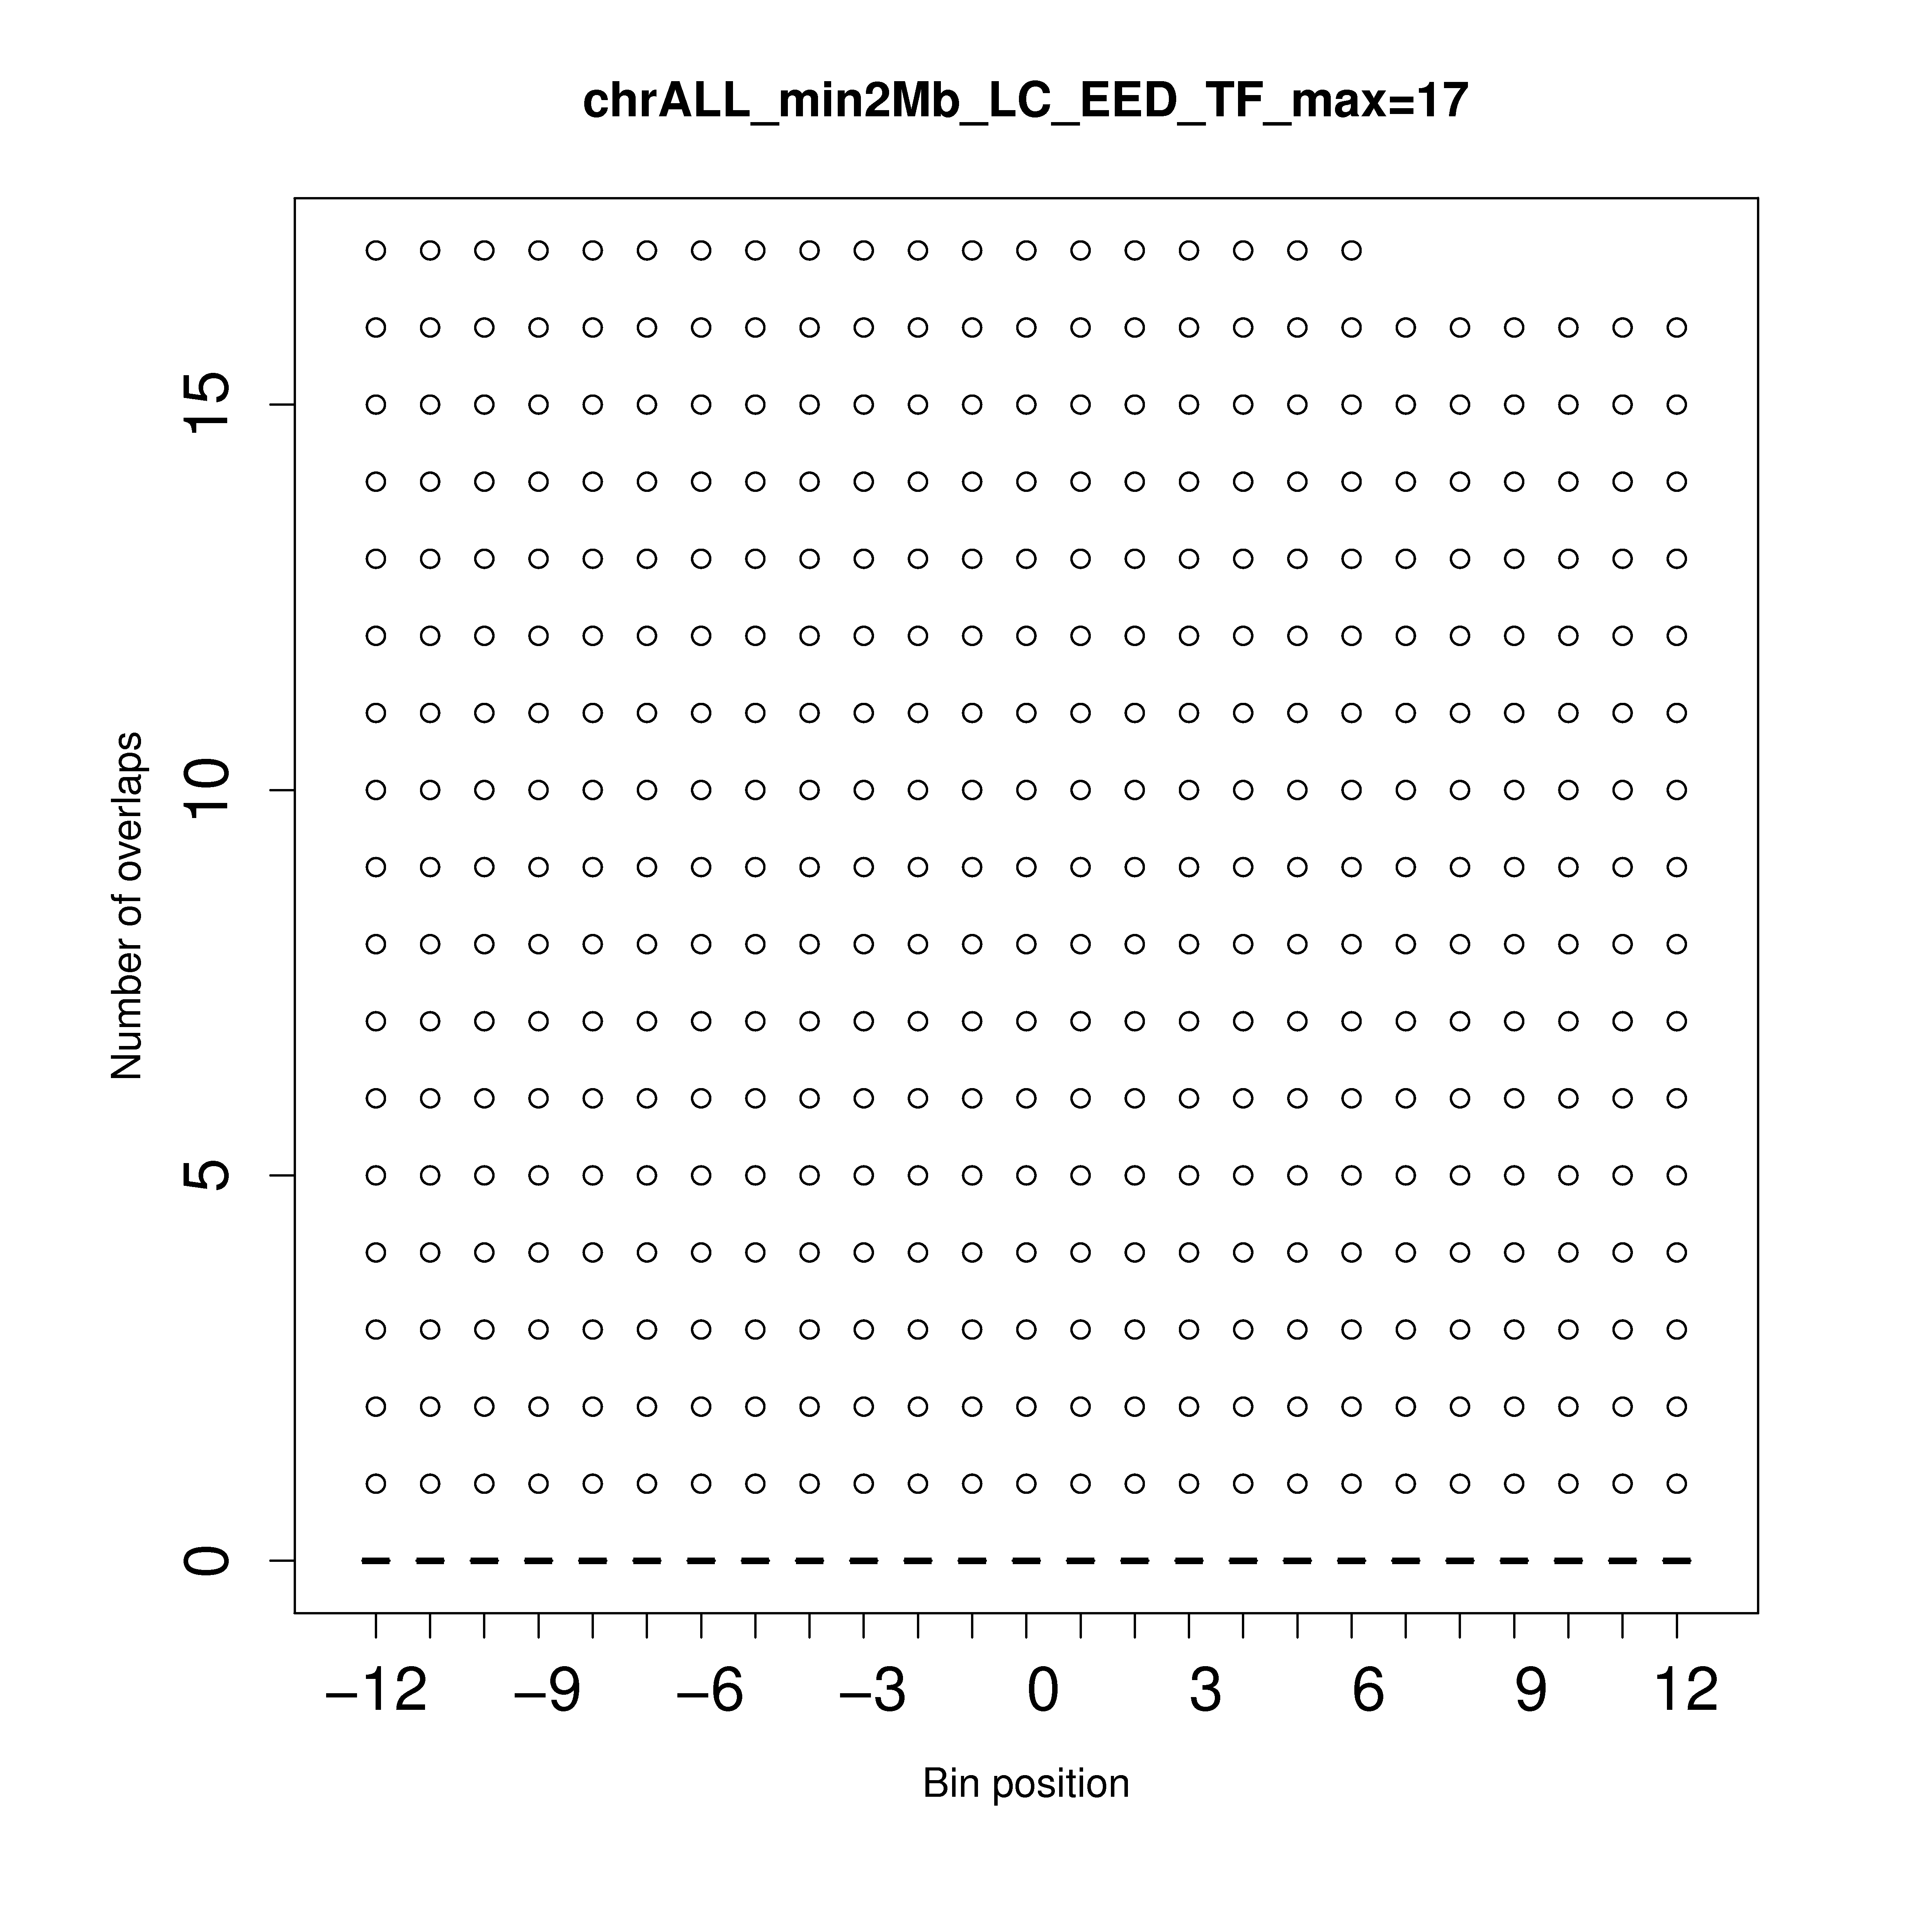 chrALL_min2Mb_LC_EED_TF_max=17
Number of overlaps
15
10
5
0
−12 −9 −6 −3 0 3 6 9 12
Bin position